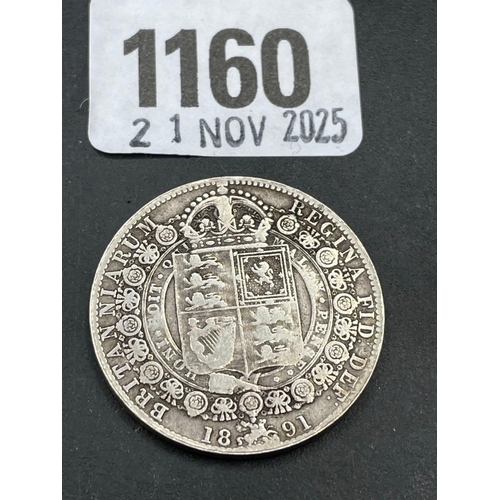 1160
21 NOV 2025
BRITANNIARUM REGINA FID: DEF:
HONI · SOIT · QUI · MAL · Y · PENSE
1891